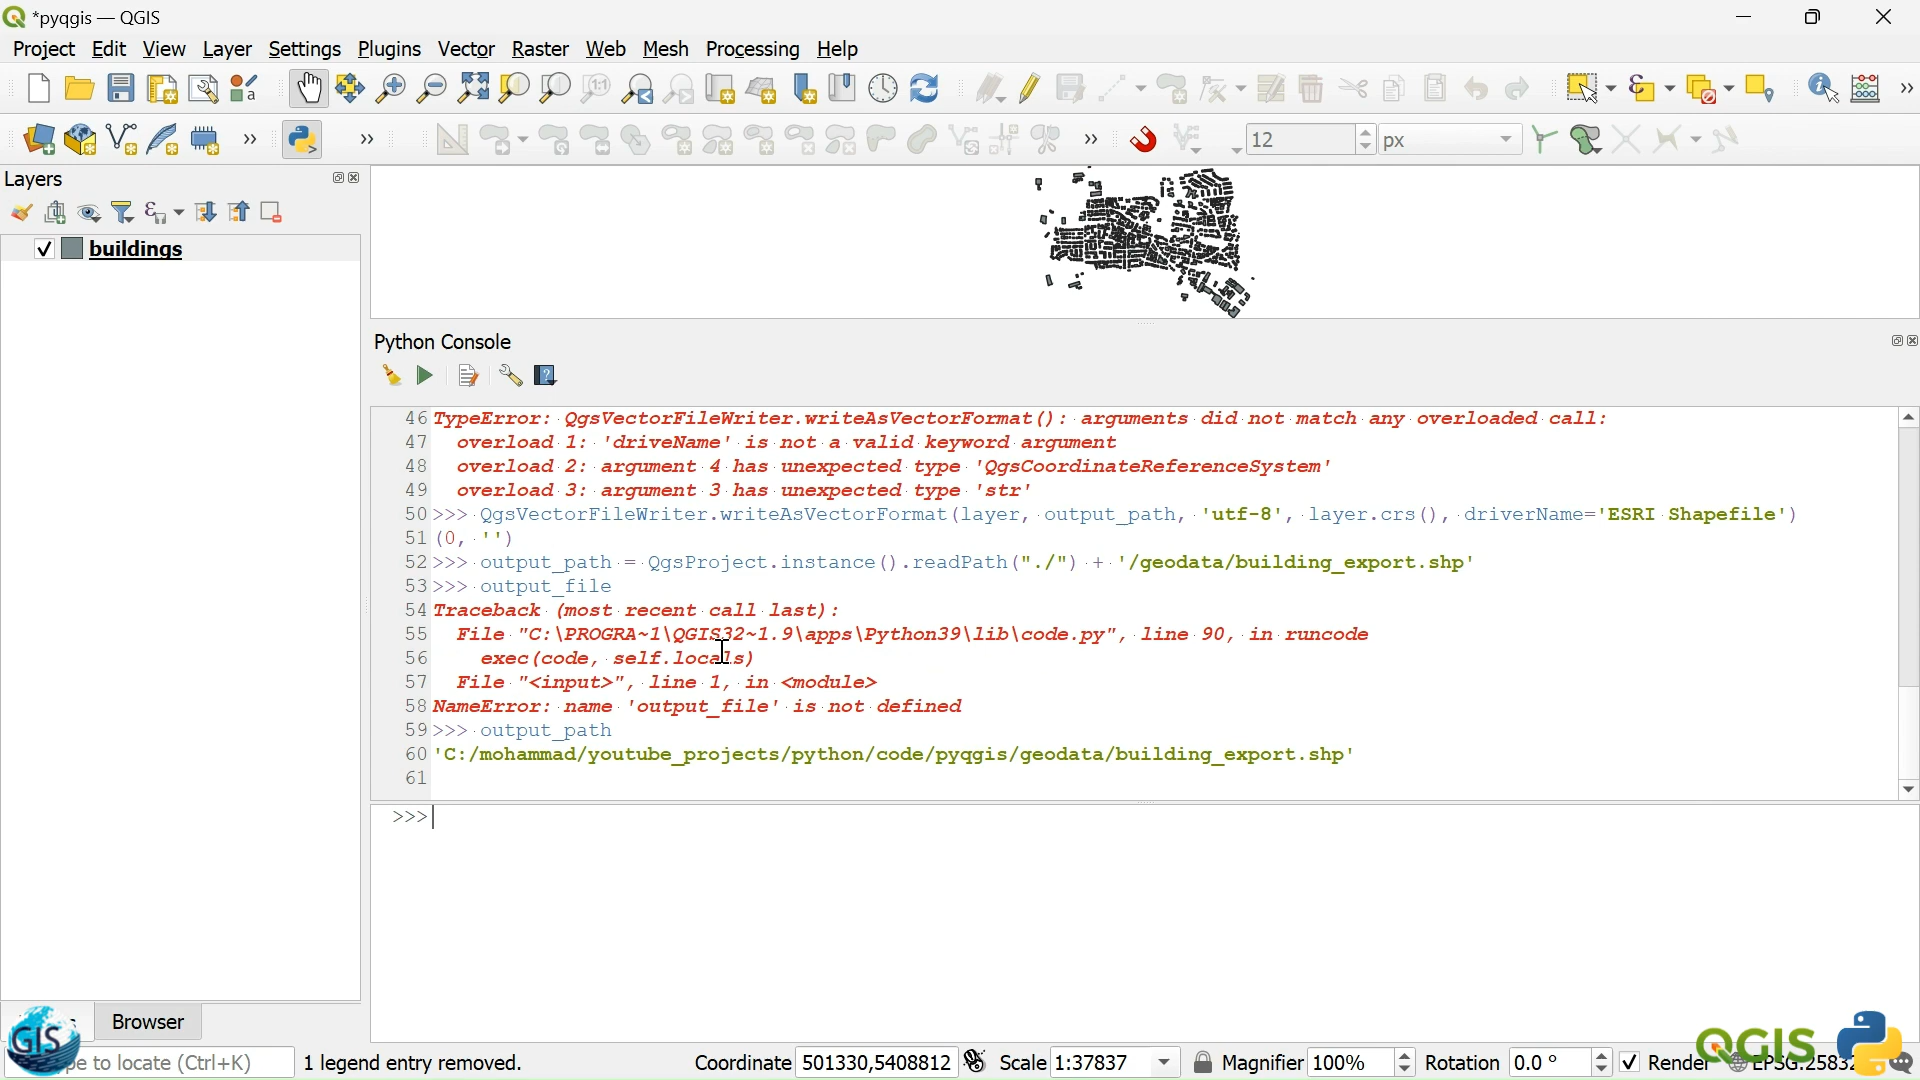 *pyqgis — QGIS
Project Edit View Layer Settings Plugins Vector Raster Web Mesh Processing Help
12 px
Layers
buildings
Python Console
46 TypeError: QgsVectorFileWriter.writeAsVectorFormat(): arguments did not match any overloaded call:
47 overload 1: 'driveName' is not a valid keyword argument
48 overload 2: argument 4 has unexpected type 'QgsCoordinateReferenceSystem'
49 overload 3: argument 3 has unexpected type 'str'
50 >>> QgsVectorFileWriter.writeAsVectorFormat(layer, output_path, 'utf-8', layer.crs(), driverName='ESRI Shapefile')
51 (0, '')
52 >>> output_path = QgsProject.instance().readPath("./") + '/geodata/building_export.shp'
53 >>> output_file
54 Traceback (most recent call last):
55 File "C:\PROGRA~1\QGIS32~1.9\apps\Python39\lib\code.py", line 90, in runcode
56 exec(code, self.locals)
57 File "<input>", line 1, in <module>
58 NameError: name 'output_file' is not defined
59 >>> output_path
60 'C:/mohammad/youtube_projects/python/code/pyqgis/geodata/building_export.shp'
61
>>>
Browser
GIS
pe to locate (Ctrl+K) 1 legend entry removed. Coordinate 501330,5408812 Scale 1:37837 Magnifier 100% Rotation 0.0 ° Render EPSG:25832
QGIS